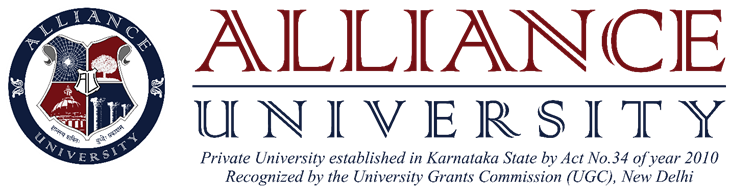 ALLIANCE
UNIVERSITY
ALLIANCE
UNIVERSITY
Private University established in Karnataka State by Act No.34 of year 2010
Recognized by the University Grants Commission (UGC), New Delhi